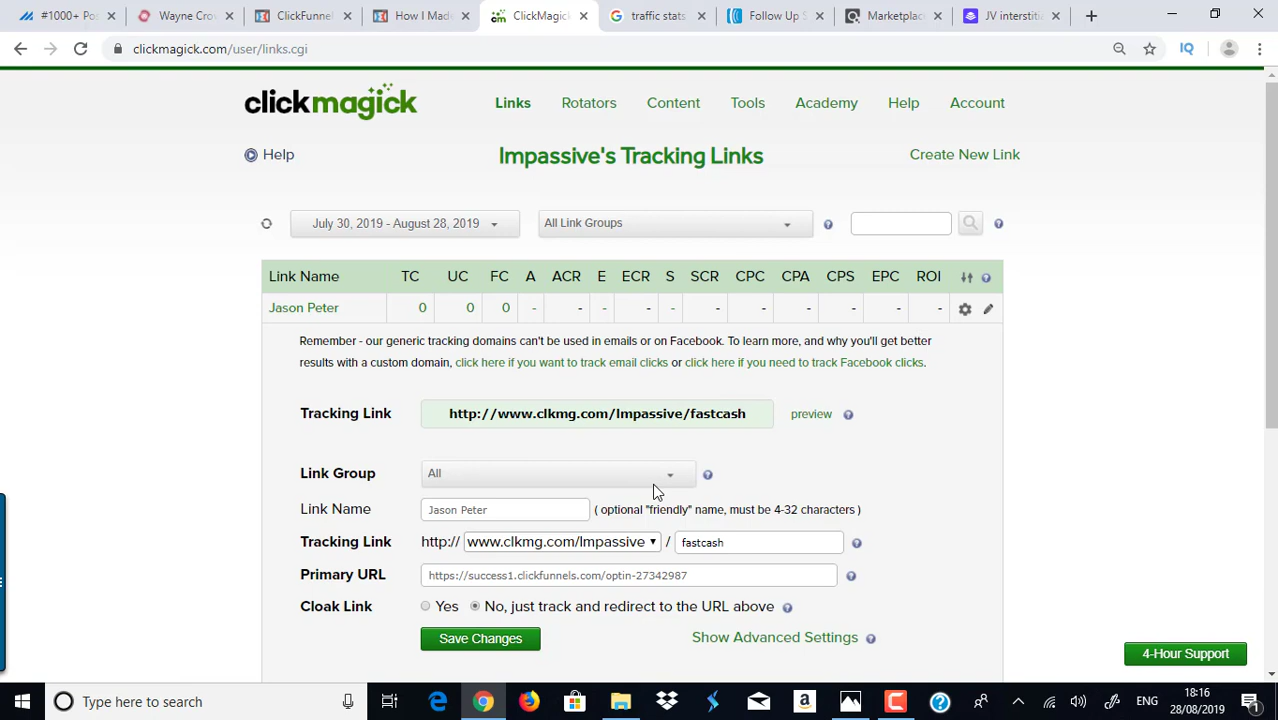 #1000+ Pos
Wayne Cro
ClickFunnels
How I Made
ClickMagic
traffic stats
Follow Up S
Marketplac
JV interstiti
clickmagick.com/user/links.cgi
IQ
clickmagick
Links
Rotators
Content
Tools
Academy
Help
Account
Help
Impassive's Tracking Links
Create New Link
July 30, 2019 - August 28, 2019
All Link Groups
Link Name TC UC FC A ACR E ECR S SCR CPC CPA CPS EPC ROI
Jason Peter 0 0 0 - - - - - - - - - - -
Remember - our generic tracking domains can't be used in emails or on Facebook. To learn more, and why you'll get better
results with a custom domain, click here if you want to track email clicks or click here if you need to track Facebook clicks.
Tracking Link http://www.clkmg.com/Impassive/fastcash preview
Link Group All
Link Name Jason Peter ( optional "friendly" name, must be 4-32 characters )
Tracking Link http:// www.clkmg.com/Impassive / fastcash
Primary URL https://success1.clickfunnels.com/optin-27342987
Cloak Link Yes No, just track and redirect to the URL above
Save Changes Show Advanced Settings
4-Hour Support
Type here to search
ENG
18:16
28/08/2019